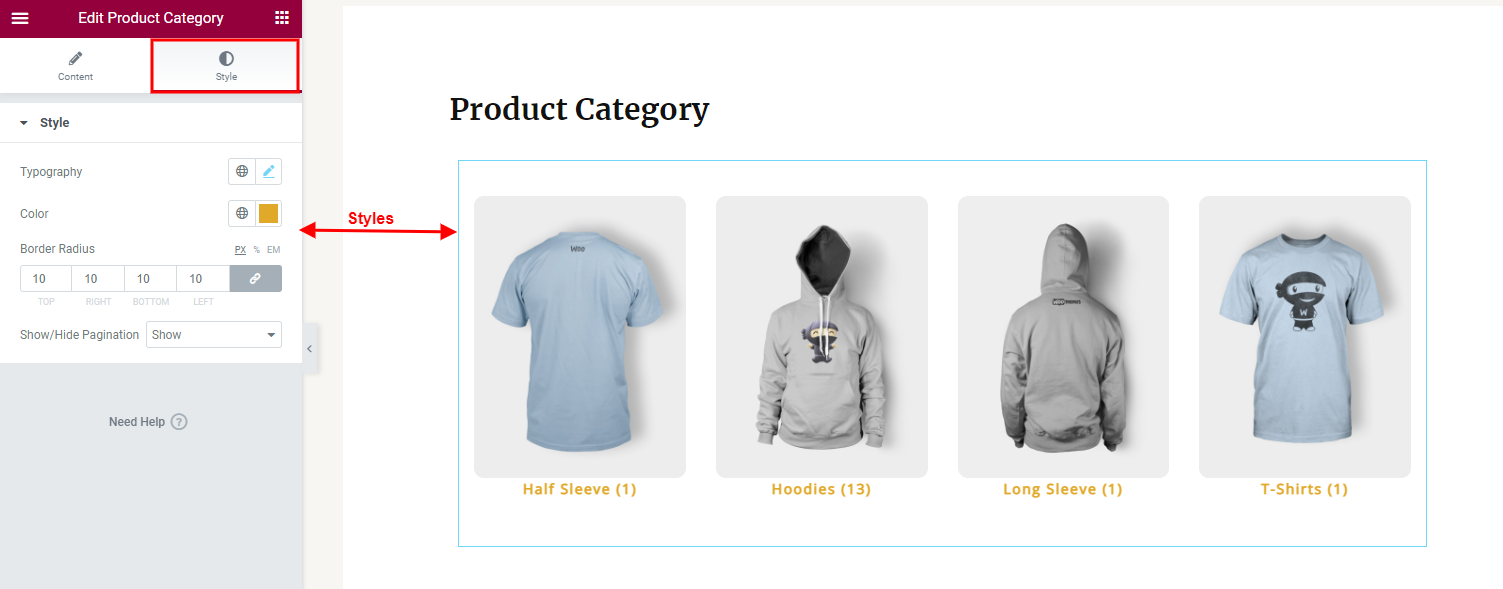 Edit Product Category
Content
Style
Style
Typography
Color
Border Radius
PX % EM
10 10 10 10
TOP RIGHT BOTTOM LEFT
Show/Hide Pagination
Show
Need Help ?
Styles
Product Category
Woo
WOOTHEMES
W
Half Sleeve (1)
Hoodies (13)
Long Sleeve (1)
T-Shirts (1)